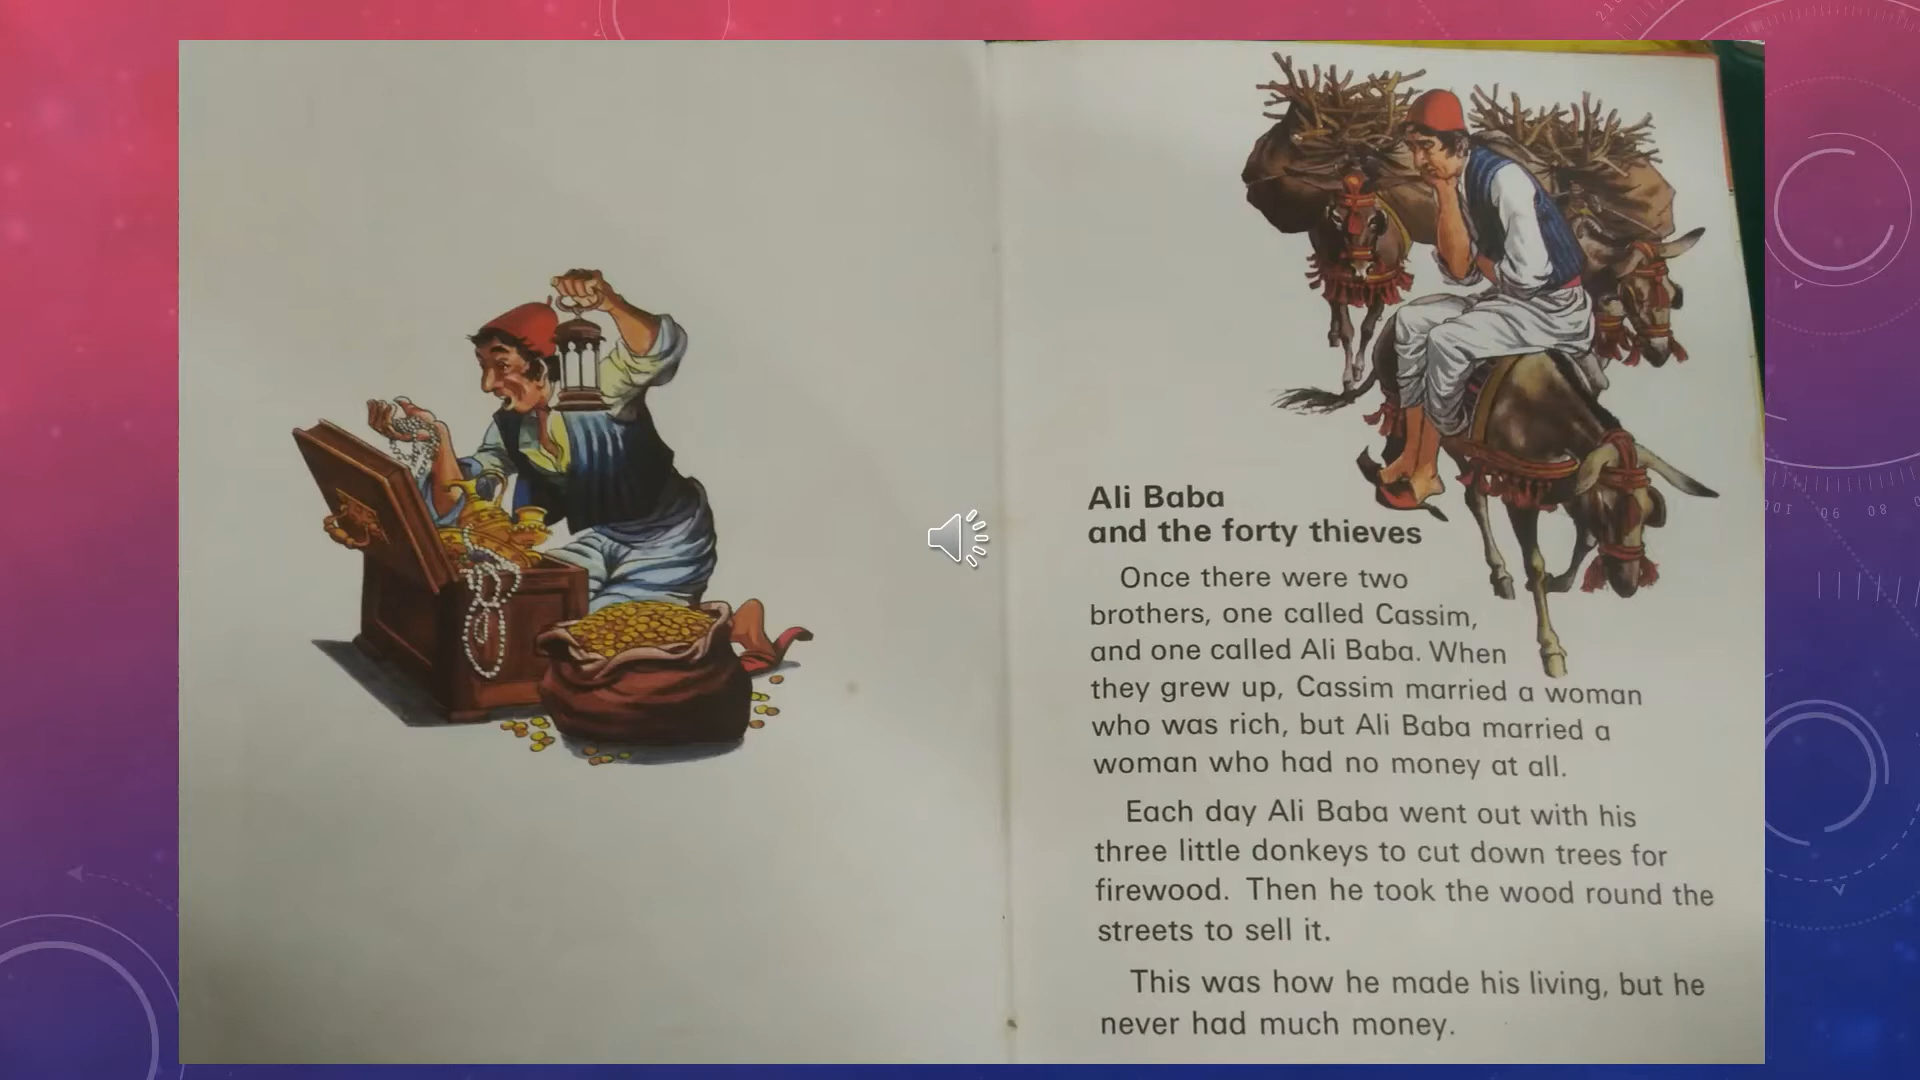 Ali Baba
and the forty thieves
Once there were two
brothers, one called Cassim,
and one called Ali Baba. When
they grew up, Cassim married a woman
who was rich, but Ali Baba married a
woman who had no money at all.
Each day Ali Baba went out with his
three little donkeys to cut down trees for
firewood. Then he took the wood round the
streets to sell it.
This was how he made his living, but he
never had much money.
80
90
100